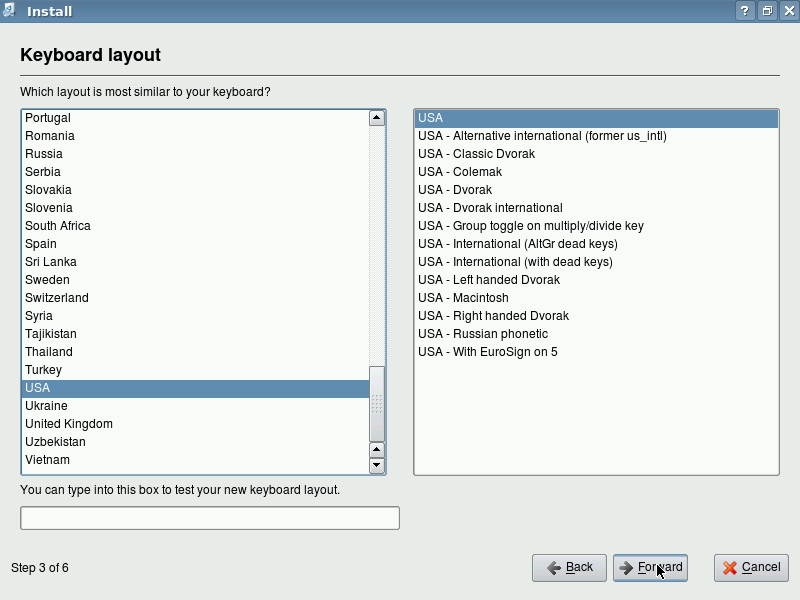 Install
Keyboard layout
Which layout is most similar to your keyboard?
Portugal
Romania
Russia
Serbia
Slovakia
Slovenia
South Africa
Spain
Sri Lanka
Sweden
Switzerland
Syria
Tajikistan
Thailand
Turkey
USA
Ukraine
United Kingdom
Uzbekistan
Vietnam
USA
USA - Alternative international (former us_intl)
USA - Classic Dvorak
USA - Colemak
USA - Dvorak
USA - Dvorak international
USA - Group toggle on multiply/divide key
USA - International (AltGr dead keys)
USA - International (with dead keys)
USA - Left handed Dvorak
USA - Macintosh
USA - Right handed Dvorak
USA - Russian phonetic
USA - With EuroSign on 5
You can type into this box to test your new keyboard layout.
Step 3 of 6
Back
Forward
Cancel